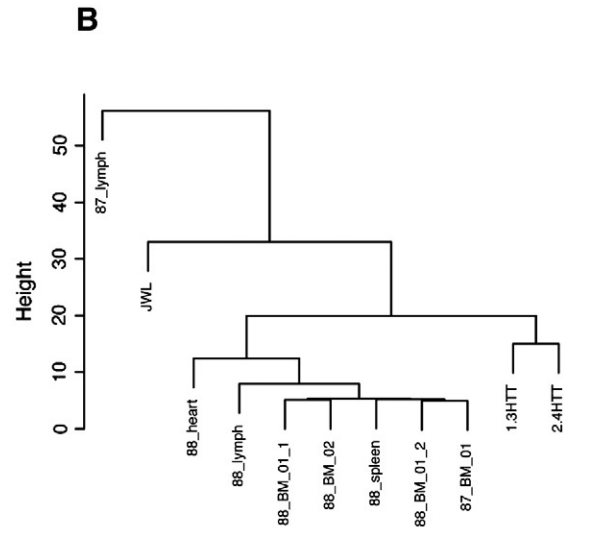 B
Height
50
40
30
20
10
0
87_lymph
JWL
88_heart
88_lymph
88_BM_01_1
88_BM_02
88_spleen
88_BM_01_2
87_BM_01
1.3HTT
2.4HTT